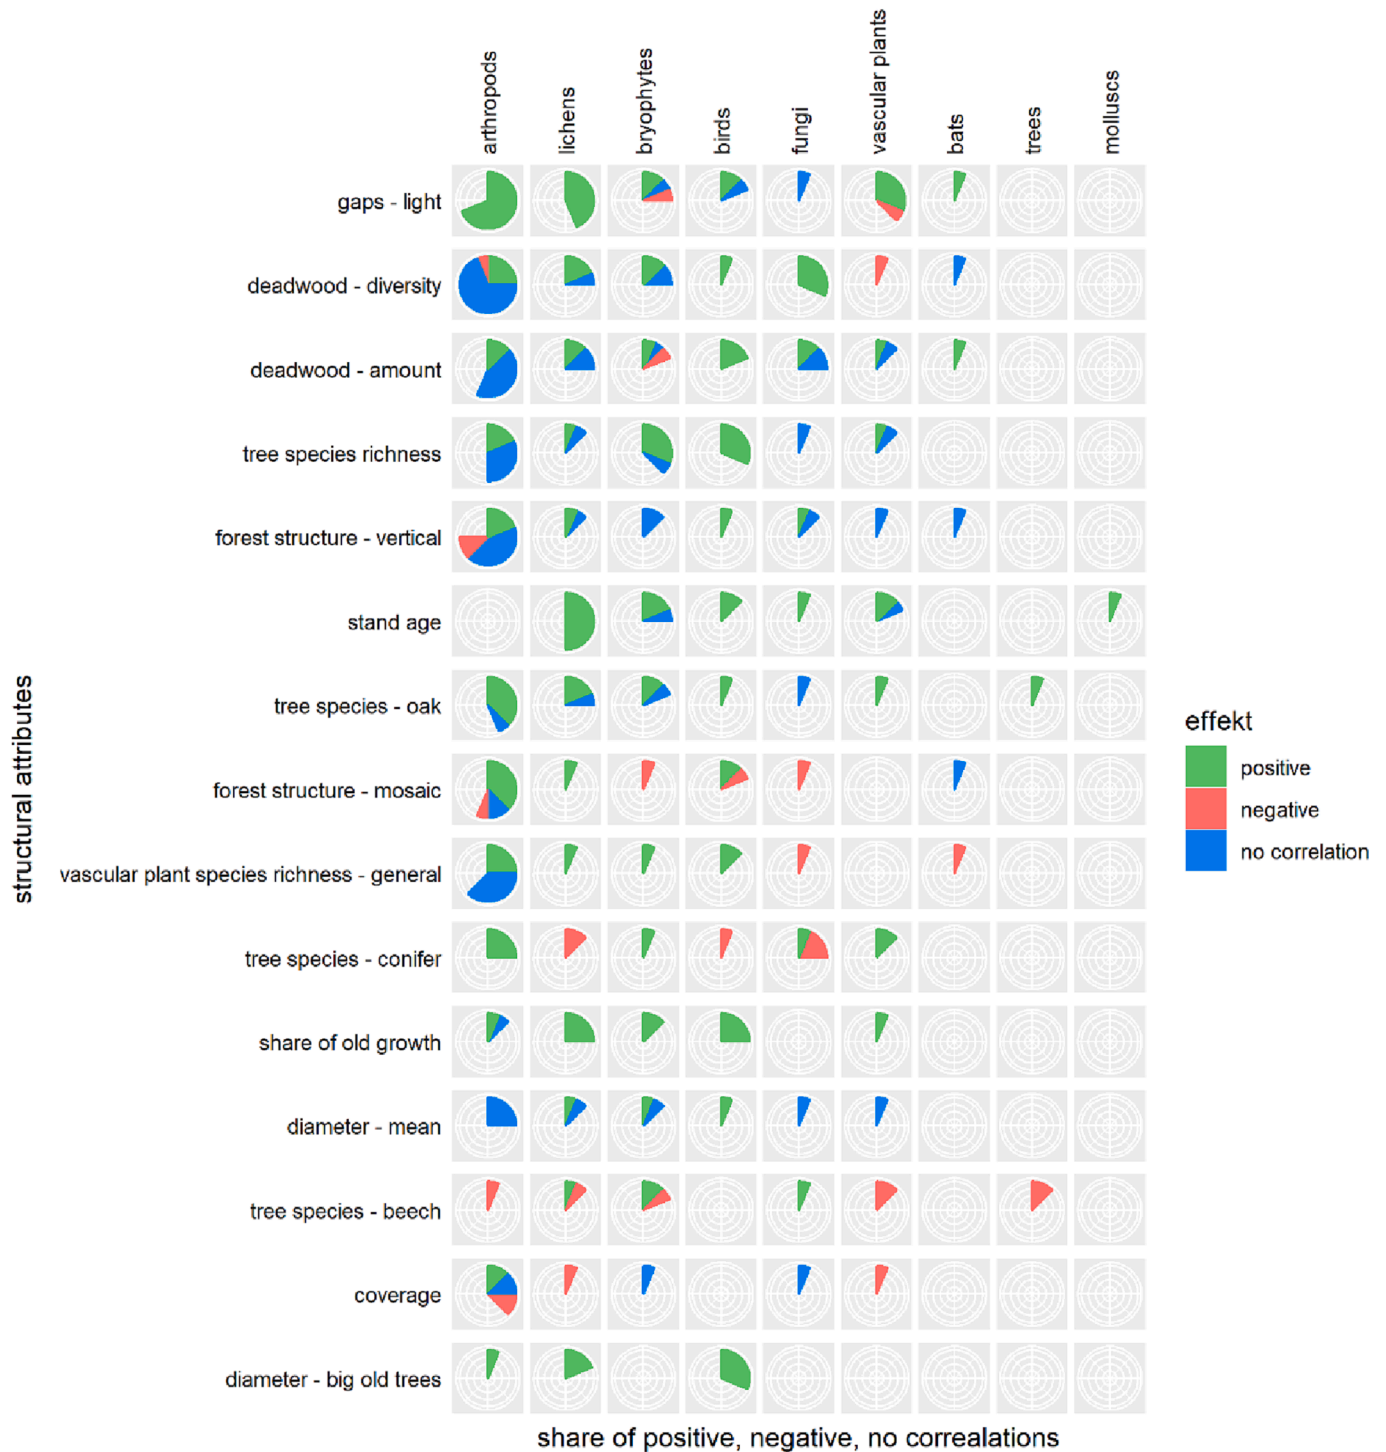 arthropods
lichens
bryophytes
birds
fungi
vascular plants
bats
trees
molluscs
gaps - light
deadwood - diversity
deadwood - amount
tree species richness
forest structure - vertical
stand age
tree species - oak
forest structure - mosaic
vascular plant species richness - general
tree species - conifer
share of old growth
diameter - mean
tree species - beech
coverage
diameter - big old trees
structural attributes
share of positive, negative, no correalations
effekt
positive
negative
no correlation